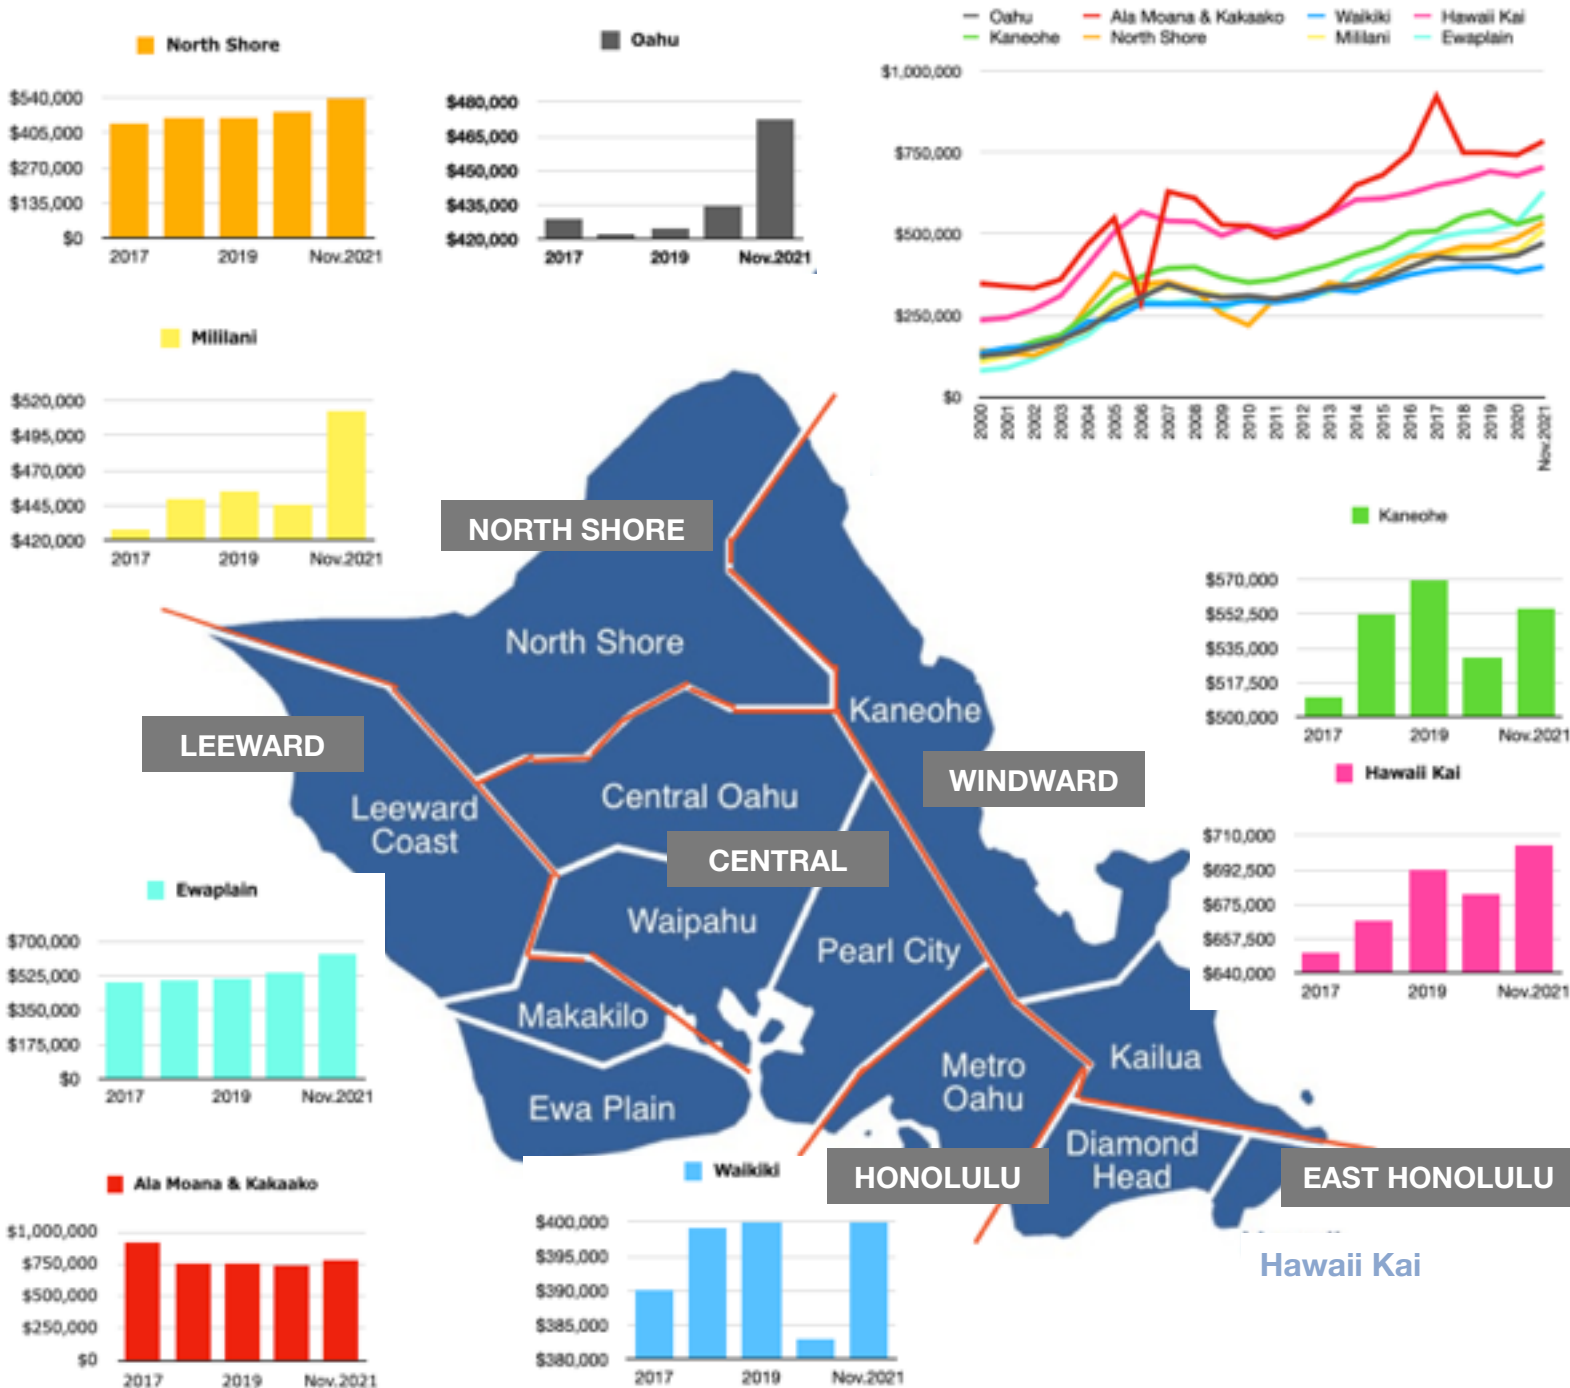 North Shore
$540,000
$405,000
$270,000
$135,000
$0
2017 2019 Nov.2021
Oahu
$480,000
$465,000
$450,000
$435,000
$420,000
2017 2019 Nov.2021
Oahu Ala Moana & Kakaako Waikiki Hawaii Kai
Kaneohe North Shore Mililani Ewaplain
$1,000,000
$750,000
$500,000
$250,000
$0
2000 2001 2002 2003 2004 2005 2006 2007 2008 2009 2010 2011 2012 2013 2014 2015 2016 2017 2018 2019 2020 Nov.2021
Mililani
$520,000
$495,000
$470,000
$445,000
$420,000
2017 2019 Nov.2021
NORTH SHORE
North Shore
Kaneohe
LEEWARD
Leeward
Coast
Central Oahu
WINDWARD
CENTRAL
Waipahu
Pearl City
Makakilo
Ewa Plain
Metro
Oahu
Kailua
Diamond
Head
HONOLULU
EAST HONOLULU
Hawaii Kai
Kaneohe
$570,000
$552,500
$535,000
$517,500
$500,000
2017 2019 Nov.2021
Hawaii Kai
$710,000
$692,500
$675,000
$657,500
$640,000
2017 2019 Nov.2021
Ewaplain
$700,000
$525,000
$350,000
$175,000
$0
2017 2019 Nov.2021
Ala Moana & Kakaako
$1,000,000
$750,000
$500,000
$250,000
$0
2017 2019 Nov.2021
Waikiki
$400,000
$395,000
$390,000
$385,000
$380,000
2017 2019 Nov.2021